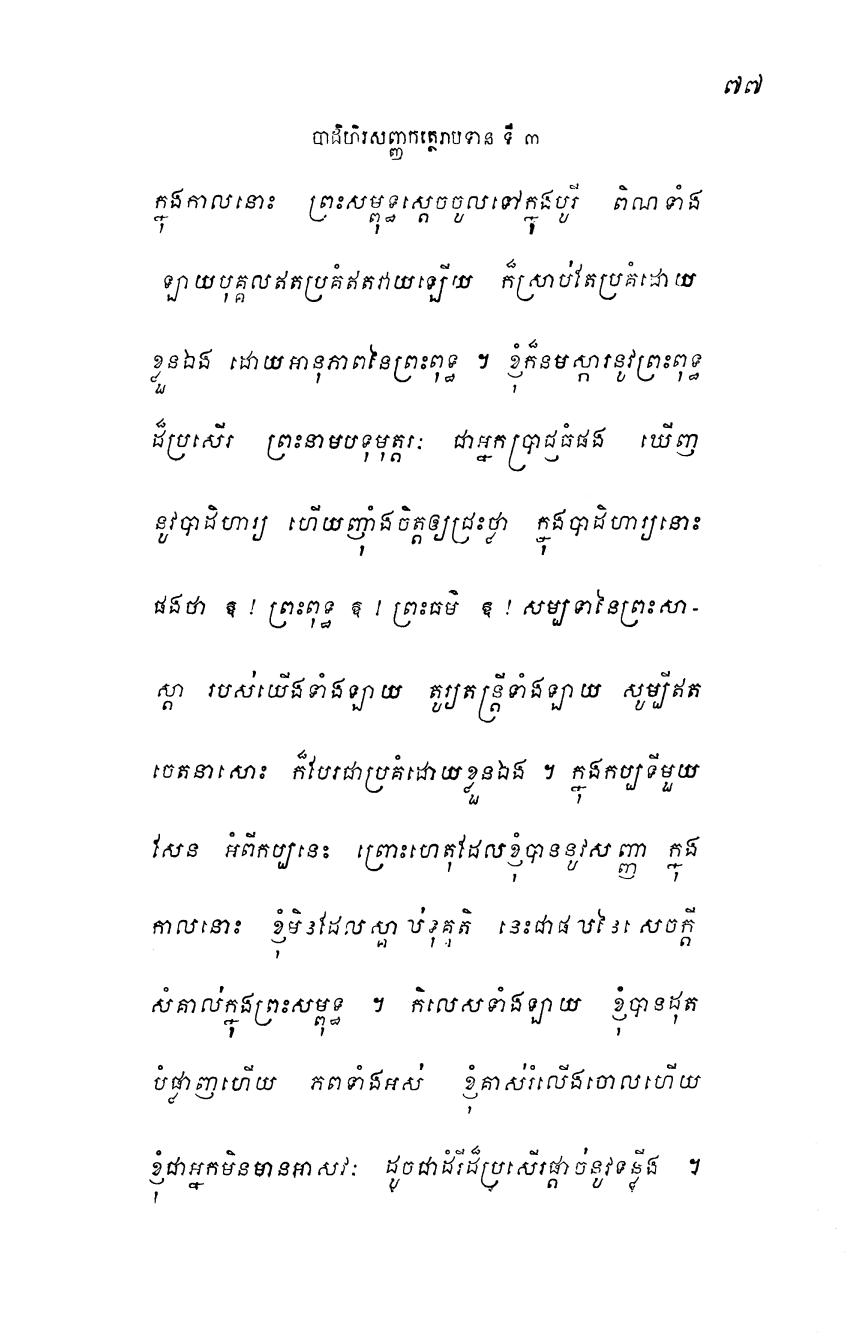 ៧៧
បាដិហិរសញ្ញកត្ថេរាបទាន ទី ៣
ក្នុងកាលនោះ ព្រះសម្ពុទ្ធស្តេចចូលទៅក្នុងបូរី ពិណទាំង
ឡាយបុគ្គលឥតប្រគំឥតវាយឡើយ ក៏ស្រាប់តែប្រគំដោយ
ខ្លួនឯង ដោយអានុភាពនៃព្រះពុទ្ធ ។ ខ្ញុំក៏នមស្ការនូវព្រះពុទ្ធ
ដ៏ប្រសើរ ព្រះនាមបទុមុត្តរៈ ជាអ្នកប្រាជ្ញធំផង ឃើញ
នូវបាដិហារ្យ ហើយញ៉ាំងចិត្តឲ្យជ្រះថ្លា ក្នុងបាដិហារ្យនោះ
ផងថា ឱ ! ព្រះពុទ្ធ ឱ ! ព្រះធម៌ ឱ ! សម្បទានៃព្រះសា-
ស្តា របស់យើងទាំងឡាយ តូរ្យតន្ត្រីទាំងឡាយ សូម្បីឥត
ចេតនាសោះ ក៏បែរជាប្រគំដោយខ្លួនឯង ។ ក្នុងកប្បទីមួយ
សែន អំពីកប្បនេះ ព្រោះហេតុដែលខ្ញុំបាននូវសញ្ញា ក្នុង
កាលនោះ ខ្ញុំមិនដែលស្គាល់ទុគ្គតិ នេះជាផលនៃសេចក្តី
សំគាល់ក្នុងព្រះសម្ពុទ្ធ ។ កិលេសទាំងឡាយ ខ្ញុំបានដុត
បំផ្លាញហើយ ភពទាំងអស់ ខ្ញុំគាស់រំលើងចោលហើយ
ខ្ញុំជាអ្នកមិនមានអាសវៈ ដូចជាដំរីដ៏ប្រសើរផ្តាច់នូវទន្លីង ។